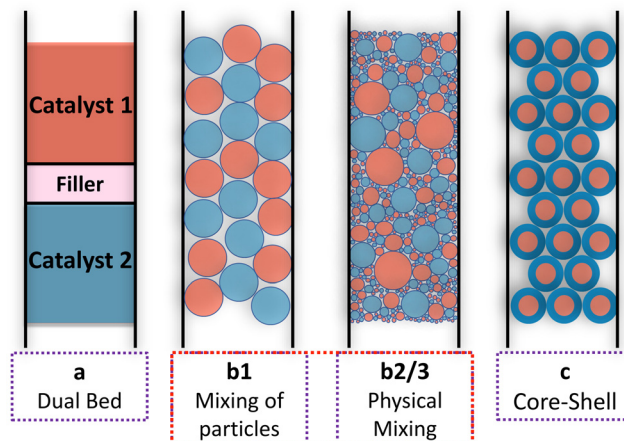 Catalyst 1
Filler
Catalyst 2
a
Dual Bed
b1
Mixing of
particles
b2/3
Physical
Mixing
c
Core-Shell